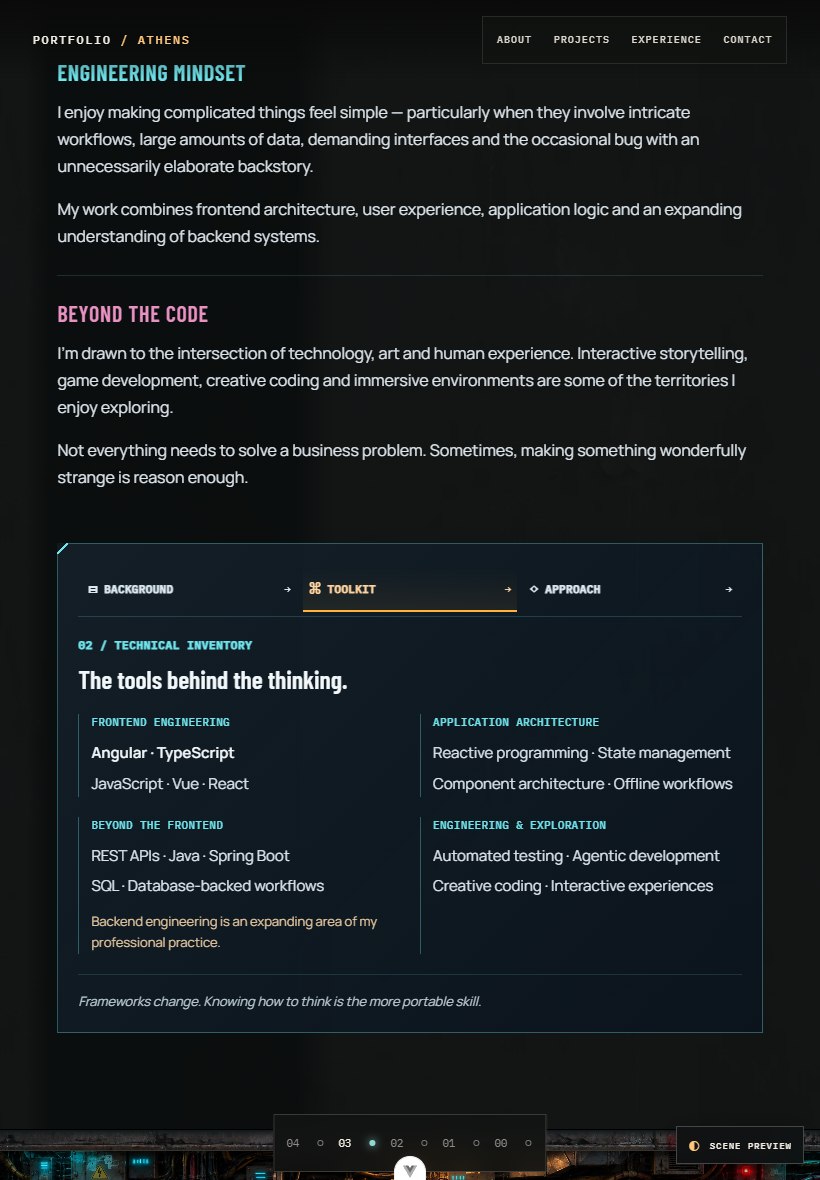 PORTFOLIO / ATHENS
ABOUT PROJECTS EXPERIENCE CONTACT
ENGINEERING MINDSET
I enjoy making complicated things feel simple — particularly when they involve intricate
workflows, large amounts of data, demanding interfaces and the occasional bug with an
unnecessarily elaborate backstory.
My work combines frontend architecture, user experience, application logic and an expanding
understanding of backend systems.
BEYOND THE CODE
I'm drawn to the intersection of technology, art and human experience. Interactive storytelling,
game development, creative coding and immersive environments are some of the territories I
enjoy exploring.
Not everything needs to solve a business problem. Sometimes, making something wonderfully
strange is reason enough.
BACKGROUND → ⌘ TOOLKIT → APPROACH →
02 / TECHNICAL INVENTORY
The tools behind the thinking.
FRONTEND ENGINEERING
Angular · TypeScript
JavaScript · Vue · React
APPLICATION ARCHITECTURE
Reactive programming · State management
Component architecture · Offline workflows
BEYOND THE FRONTEND
REST APIs · Java · Spring Boot
SQL · Database-backed workflows
Backend engineering is an expanding area of my
professional practice.
ENGINEERING & EXPLORATION
Automated testing · Agentic development
Creative coding · Interactive experiences
Frameworks change. Knowing how to think is the more portable skill.
04 03 02 01 00
SCENE PREVIEW